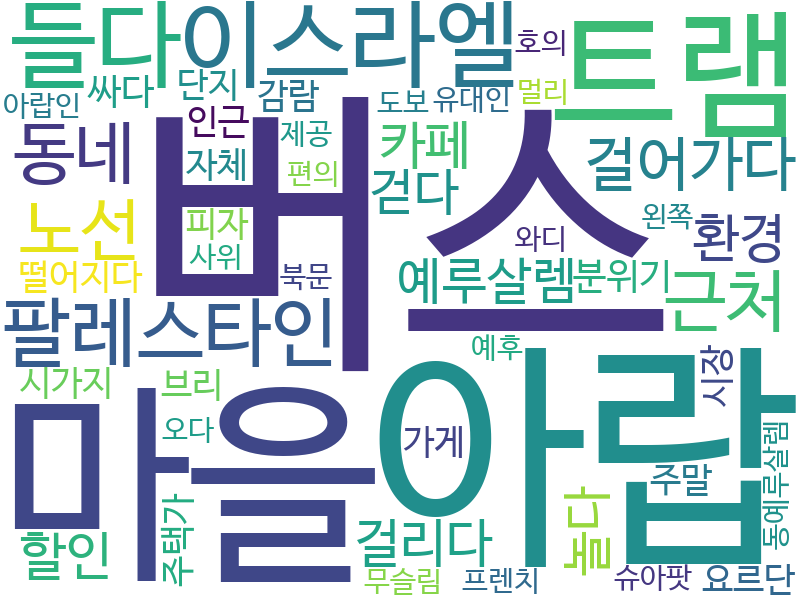 들다
이스라엘
호의
트램
아랍인
싸다
단지
감람
도보
유대인
멀리
동네
인근
제공
카페
버스
걸어가다
자체
편의
걷다
노선
피자
사위
와디
왼쪽
환경
떨어지다
북문
예루살렘
분위기
근처
팔레스타인
예후
시가지
브리
시장
마을
아랍
오다
가게
주말
동예루살렘
할인
주택가
걸리다
놀다
무슬림
프렌치
슈아팟
요르단